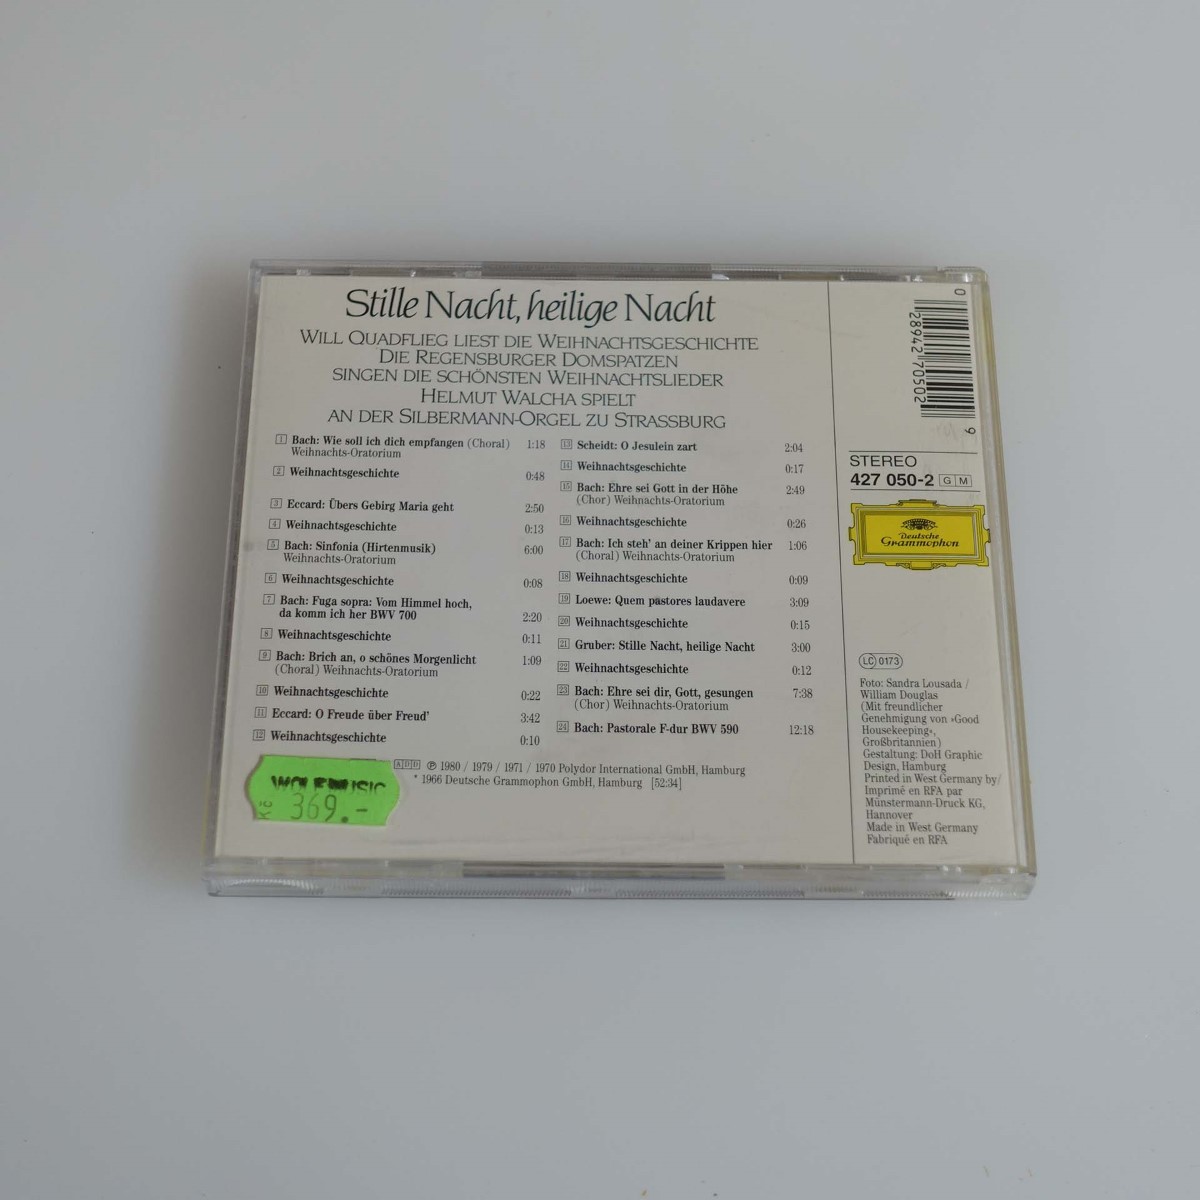 Stille Nacht, heilige Nacht
WILL QUADFLIEG LIEST DIE WEIHNACHTSGESCHICHTE
DIE REGENSBURGER DOMSPATZEN
SINGEN DIE SCHÖNSTEN WEIHNACHTSLIEDER
HELMUT WALCHA SPIELT
AN DER SILBERMANN-ORGEL ZU STRASSBURG
1 Bach: Wie soll ich dich empfangen (Choral) 1:18
Weihnachts-Oratorium
2 Weihnachtsgeschichte 0:48
3 Eccard: Übers Gebirg Maria geht 2:50
4 Weihnachtsgeschichte 0:13
5 Bach: Sinfonia (Hirtenmusik) 6:00
Weihnachts-Oratorium
6 Weihnachtsgeschichte 0:08
7 Bach: Fuga sopra: Vom Himmel hoch,
da komm ich her BWV 700 2:20
8 Weihnachtsgeschichte 0:11
9 Bach: Brich an, o schönes Morgenlicht 1:09
(Choral) Weihnachts-Oratorium
10 Weihnachtsgeschichte 0:22
11 Eccard: O Freude über Freud' 3:42
12 Weihnachtsgeschichte 0:10
13 Scheidt: O Jesulein zart 2:04
14 Weihnachtsgeschichte 0:17
15 Bach: Ehre sei Gott in der Höhe 2:49
(Chor) Weihnachts-Oratorium
16 Weihnachtsgeschichte 0:26
17 Bach: Ich steh' an deiner Krippen hier 1:06
(Choral) Weihnachts-Oratorium
18 Weihnachtsgeschichte 0:09
19 Loewe: Quem pastores laudavere 3:09
20 Weihnachtsgeschichte 0:15
21 Gruber: Stille Nacht, heilige Nacht 3:00
22 Weihnachtsgeschichte 0:12
23 Bach: Ehre sei dir, Gott, gesungen 7:38
(Chor) Weihnachts-Oratorium
24 Bach: Pastorale F-dur BWV 590 12:18
ADD ℗ 1980 / 1979 / 1971 / 1970 Polydor International GmbH, Hamburg
* 1966 Deutsche Grammophon GmbH, Hamburg [52:34]
WOLFMUSIC
Kč 369.-
0 28942 70502 9
STEREO
427 050-2 GM
Deutsche
Grammophon
LC 0173
Foto: Sandra Lousada /
William Douglas
(Mit freundlicher
Genehmigung von ›Good
Housekeeping‹,
Großbritannien)
Gestaltung: DoH Graphic
Design, Hamburg
Printed in West Germany by/
Imprimé en RFA par
Münstermann-Druck KG,
Hannover
Made in West Germany
Fabriqué en RFA